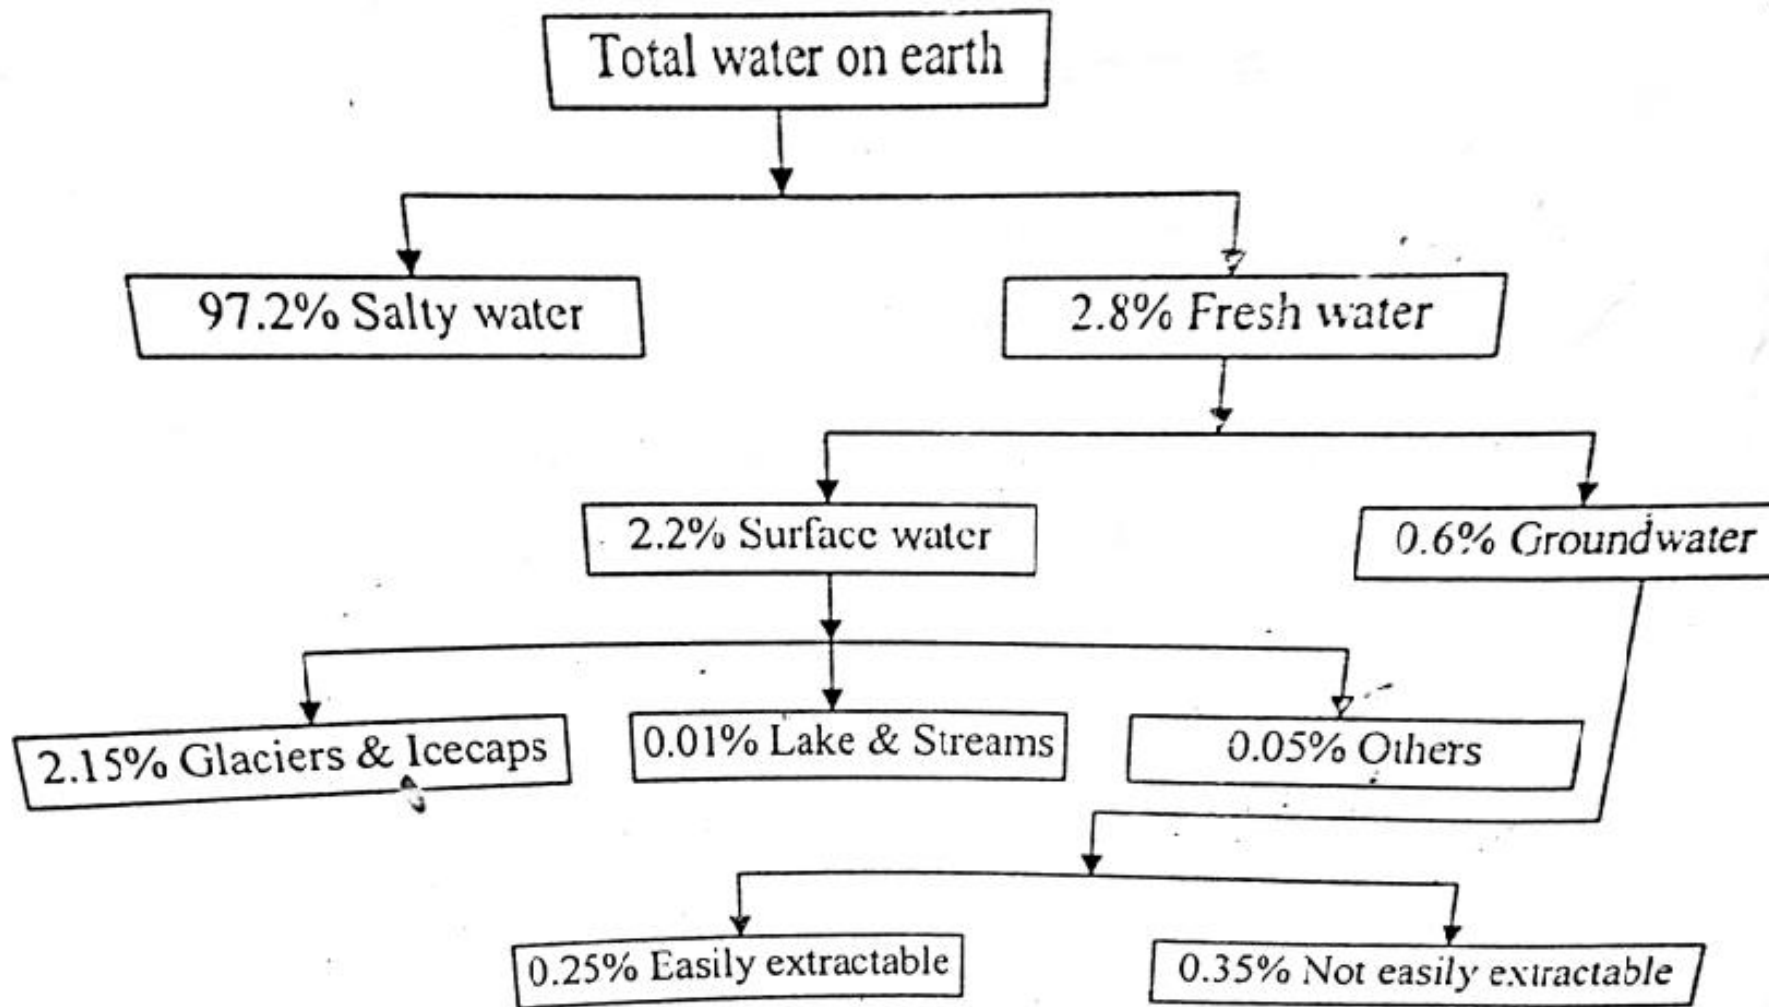 Total water on earth
97.2% Salty water
2.8% Fresh water
2.2% Surface water
0.6% Groundwater
2.15% Glaciers & Icecaps
0.01% Lake & Streams
0.05% Others
0.25% Easily extractable
0.35% Not easily extractable